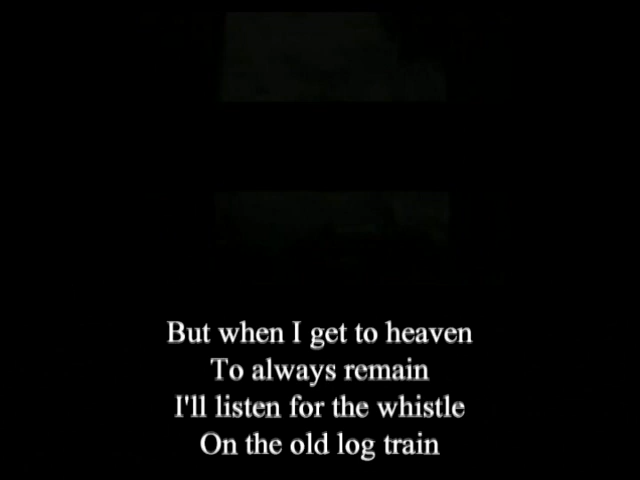 But when I get to heaven
To always remain
I'll listen for the whistle
On the old log train